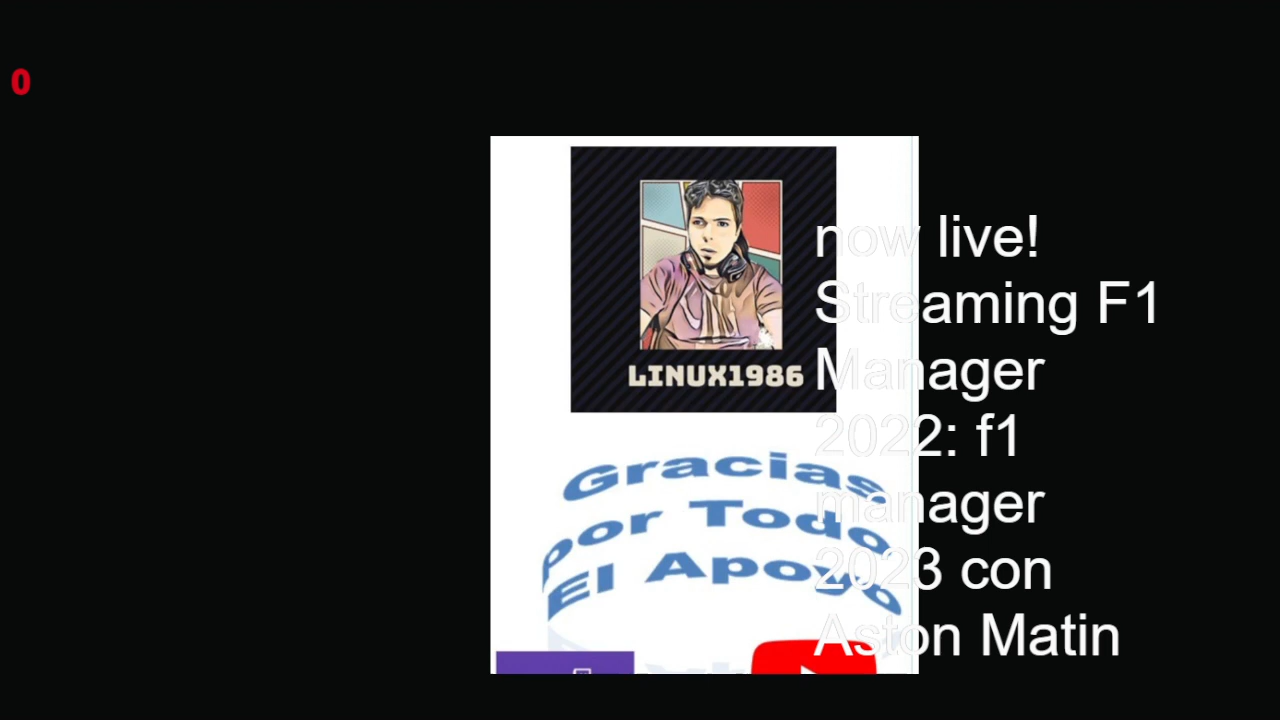 0
LINUX1986
Gracias
por Todo
El Apoyo
now live!
Streaming F1
Manager
2022: f1
manager
2023 con
Aston Matin